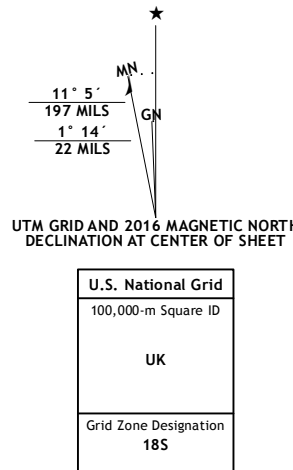 MN
11° 5´
197 MILS
GN
1° 14´
22 MILS
UTM GRID AND 2016 MAGNETIC NORTH
DECLINATION AT CENTER OF SHEET
U.S. National Grid
100,000-m Square ID
UK
Grid Zone Designation
18S